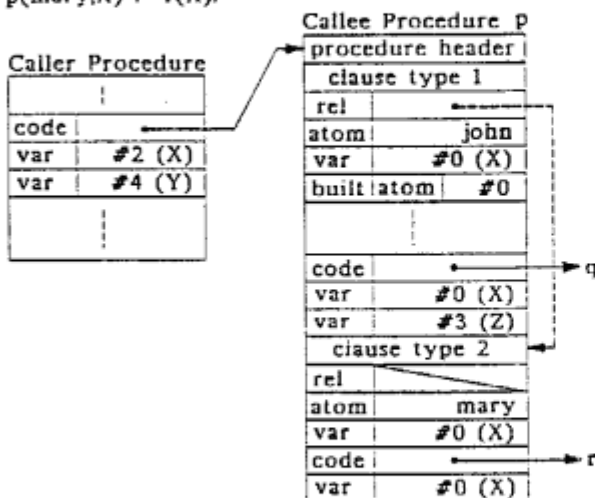 Callee Procedure p
procedure header
clause type 1
Caller Procedure
rel
code
atom john
var #2 (X)
var #0 (X)
var #4 (Y)
built atom #0
code q
var #0 (X)
var #3 (Z)
clause type 2
rel
atom mary
var #0 (X)
code r
var #0 (X)